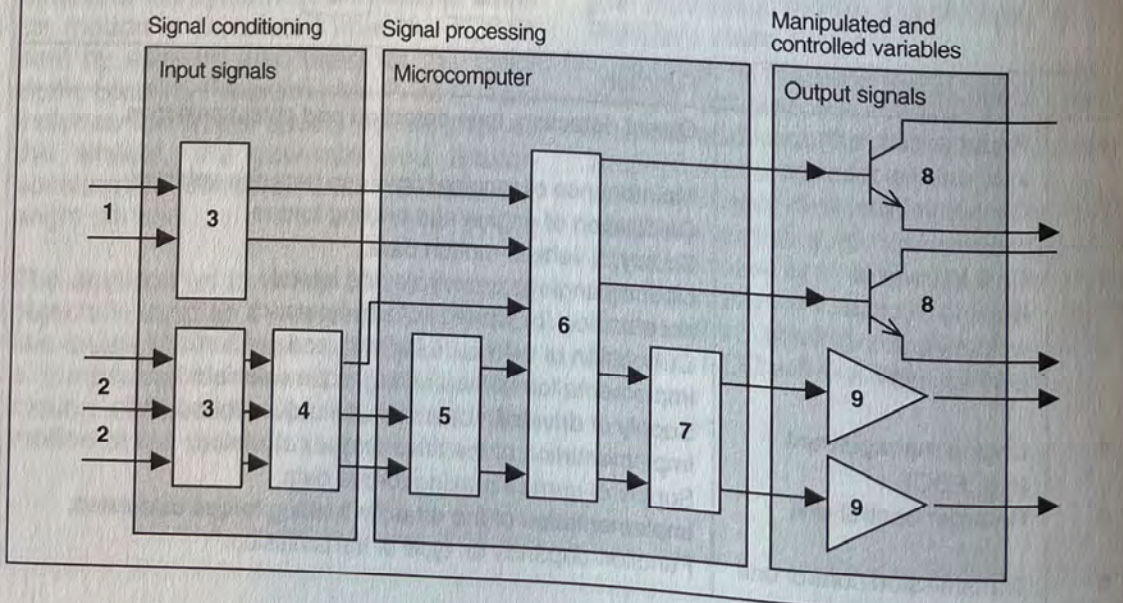 Signal conditioning
Signal processing
Manipulated and
controlled variables
Input signals
Microcomputer
Output signals
8
1
3
6
8
2
3
4
5
7
9
2
9